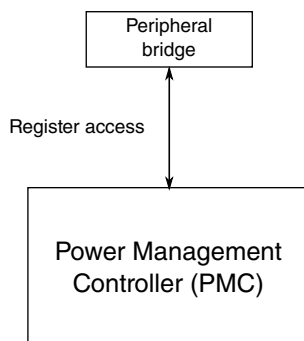 Peripheral
bridge
Register access
Power Management
Controller (PMC)